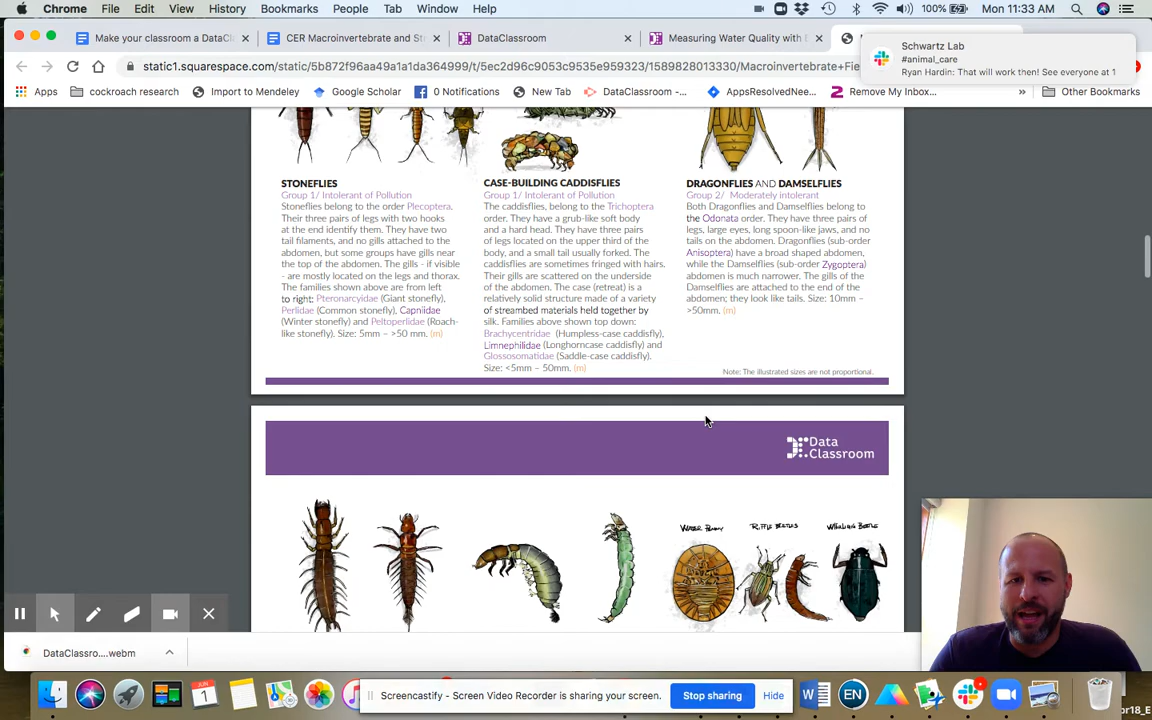 Chrome File Edit View History Bookmarks People Tab Window Help 100% Mon 11:33 AM
Make your classroom a DataCl CER Macroinvertebrate and Str DataClassroom Measuring Water Quality with B
Schwartz Lab
#animal_care
Ryan Hardin: That will work then! See everyone at 1
static1.squarespace.com/static/5b872f96aa49a1a1da364999/t/5ec2d96c9053c9535e959323/1589828013330/Macroinvertebrate+Fie
Apps cockroach research Import to Mendeley Google Scholar 0 Notifications New Tab DataClassroom -... AppsResolvedNee... Remove My Inbox... » Other Bookmarks
STONEFLIES
Group 1/ Intolerant of Pollution
Stoneflies belong to the order Plecoptera.
Their three pairs of legs with two hooks
at the end identify them. They have two
tail filaments, and no gills attached to the
abdomen, but some groups have gills near
the top of the abdomen. The gills - if visible
- are mostly located on the legs and thorax.
The families shown above are from left
to right: Pteronarcyidae (Giant stonefly),
Perlidae (Common stonefly), Capniidae
(Winter stonefly) and Peltoperlidae (Roach-
like stonefly). Size: 5mm – >50 mm. (m)
CASE-BUILDING CADDISFLIES
Group 1/ Intolerant of Pollution
The caddisflies, belong to the Trichoptera
order. They have a grub-like soft body
and a hard head. They have three pairs
of legs located on the upper third of the
body, and a small tail usually forked. The
caddisflies are sometimes fringed with hairs.
Their gills are scattered on the underside
of the abdomen. The case (retreat) is a
relatively solid structure made of a variety
of streambed materials held together by
silk. Families above shown top down:
Brachycentridae (Humpless-case caddisfly),
Limnephilidae (Longhorncase caddisfly) and
Glossosomatidae (Saddle-case caddisfly).
Size: <5mm – 50mm. (m)
DRAGONFLIES AND DAMSELFLIES
Group 2/ Moderately intolerant
Both Dragonflies and Damselflies belong to
the Odonata order. They have three pairs of
legs, large eyes, long spoon-like jaws, and no
tails on the abdomen. Dragonflies (sub-order
Anisoptera) have a broad shaped abdomen,
while the Damselflies (sub-order Zygoptera)
abdomen is much narrower. The gills of the
Damselflies are attached to the end of the
abdomen; they look like tails. Size: 10mm –
>50mm. (m)
Note: The illustrated sizes are not proportional.
Data
Classroom
WATER PENNY RIFFLE BEETLES WHIRLING BEETLE
DataClassro....webm
Screencastify - Screen Video Recorder is sharing your screen. Stop sharing Hide
1
W
EN